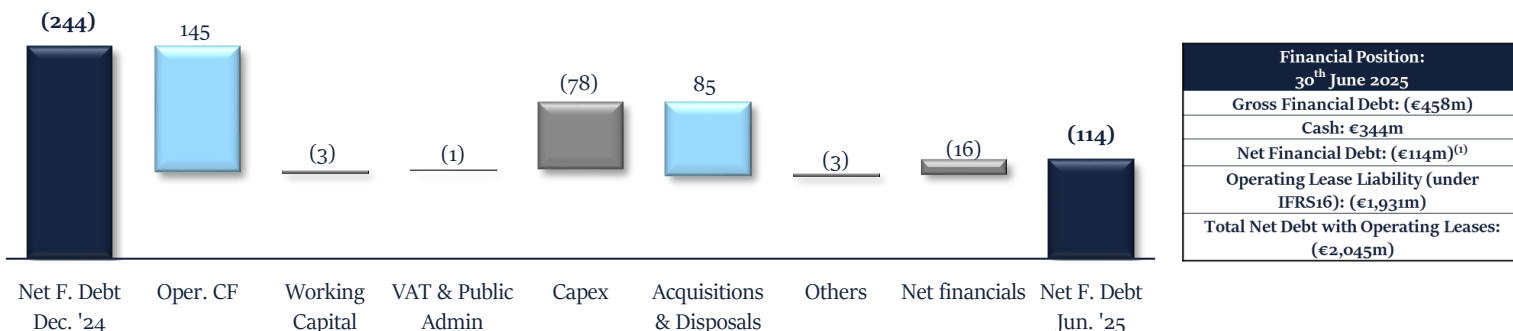 (244)
145
(3)
(1)
(78)
85
(3)
(16)
(114)
Net F. Debt
Dec. '24
Oper. CF
Working
Capital
VAT & Public
Admin
Capex
Acquisitions
& Disposals
Others
Net financials
Net F. Debt
Jun. '25
Financial Position:
30th June 2025
Gross Financial Debt: (€458m)
Cash: €344m
Net Financial Debt: (€114m)(1)
Operating Lease Liability (under
IFRS16): (€1,931m)
Total Net Debt with Operating Leases:
(€2,045m)